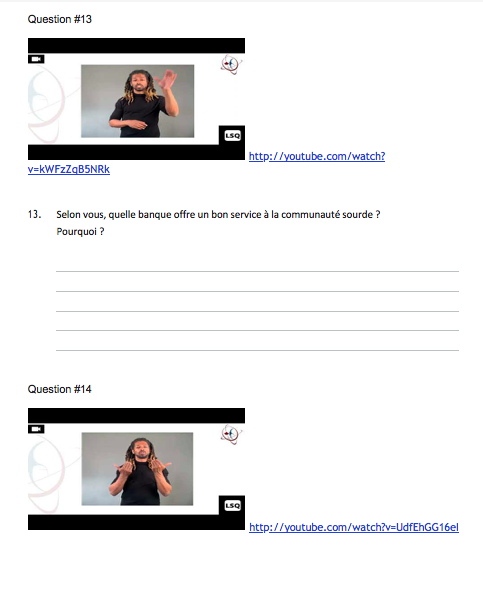 Question #13
LSQ
http://youtube.com/watch?
v=kWFzZqB5NRk
13. Selon vous, quelle banque offre un bon service à la communauté sourde ?
Pourquoi ?
Question #14
LSQ
http://youtube.com/watch?v=UdfEhGG16eI